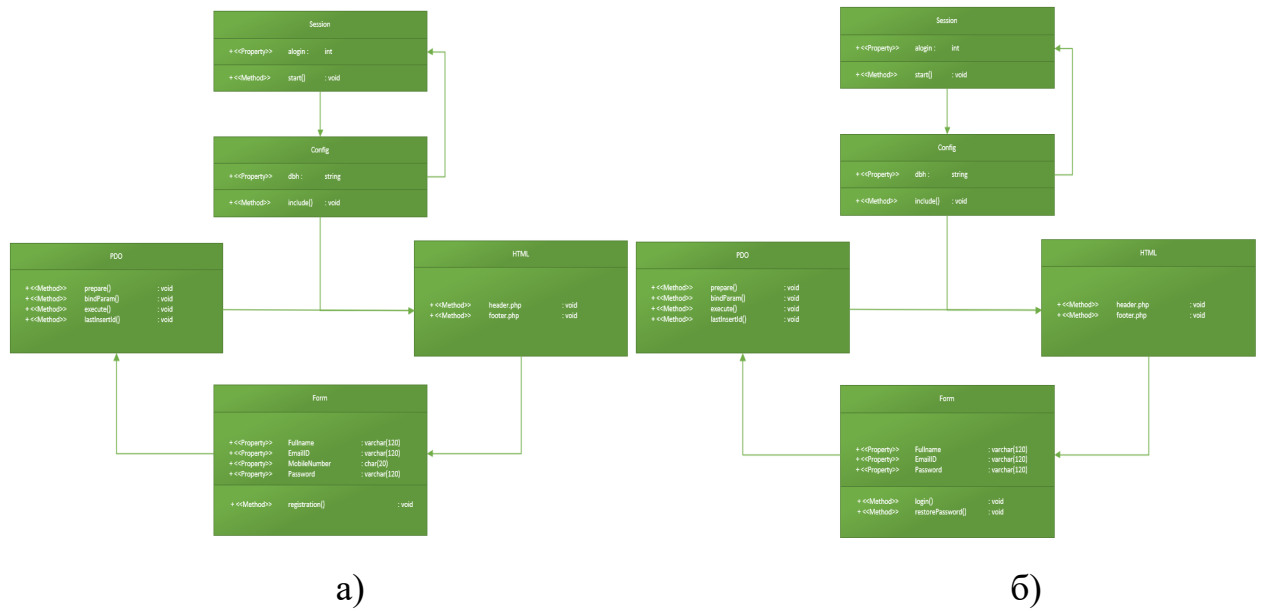 Session
+ <<Property>> alogin : int
+ <<Method>> start() : void
Config
+ <<Property>> dbh : string
+ <<Method>> include() : void
PDO
+ <<Method>> prepare() : void
+ <<Method>> bindParam() : void
+ <<Method>> execute() : void
+ <<Method>> lastInsertId() : void
HTML
+ <<Method>> header.php : void
+ <<Method>> footer.php : void
Form
+ <<Property>> Fullname : varchar(120)
+ <<Property>> EmailID : varchar(120)
+ <<Property>> MobileNumber : char(20)
+ <<Property>> Password : varchar(120)
+ <<Method>> registration() : void
а)
Session
+ <<Property>> alogin : int
+ <<Method>> start() : void
Config
+ <<Property>> dbh : string
+ <<Method>> include() : void
PDO
+ <<Method>> prepare() : void
+ <<Method>> bindParam() : void
+ <<Method>> execute() : void
+ <<Method>> lastInsertId() : void
HTML
+ <<Method>> header.php : void
+ <<Method>> footer.php : void
Form
+ <<Property>> Fullname : varchar(120)
+ <<Property>> EmailID : varchar(120)
+ <<Property>> Password : varchar(120)
+ <<Method>> login() : void
+ <<Method>> restorePassword() : void
б)